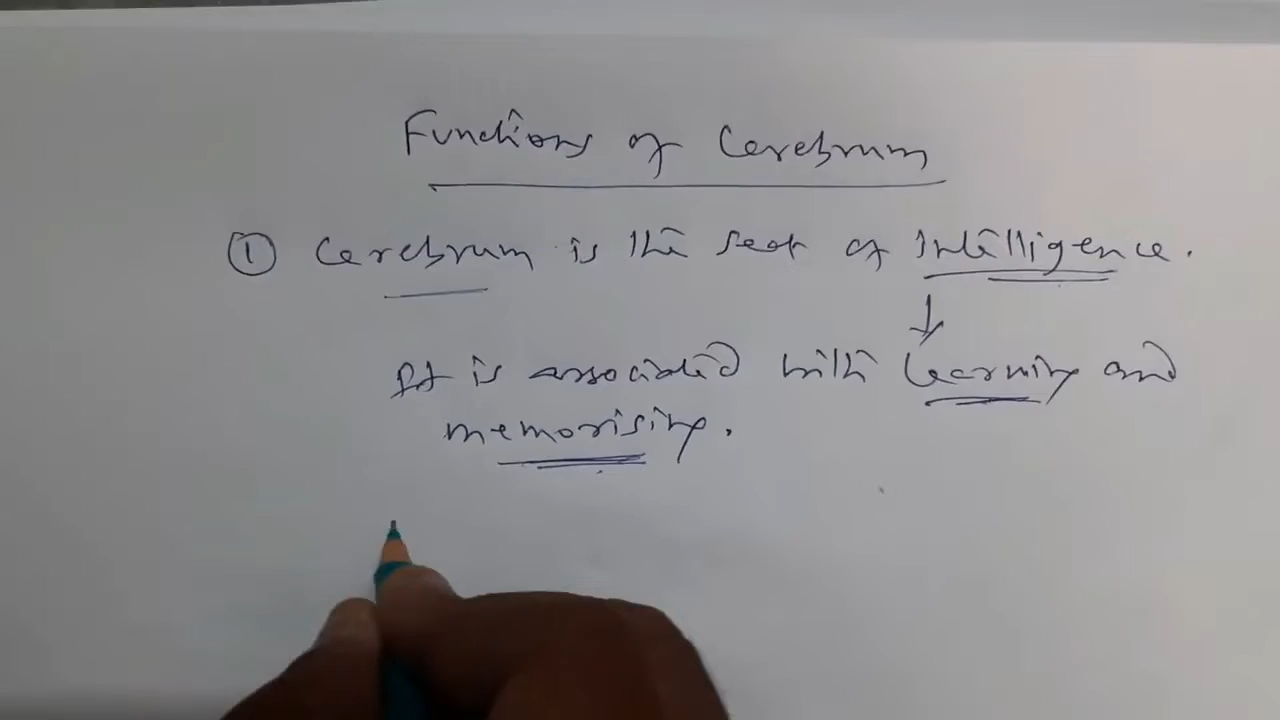 Functions of Cerebrum
① Cerebrum is the seat of intelligence.
↓
It is associated with learning and
memorising.